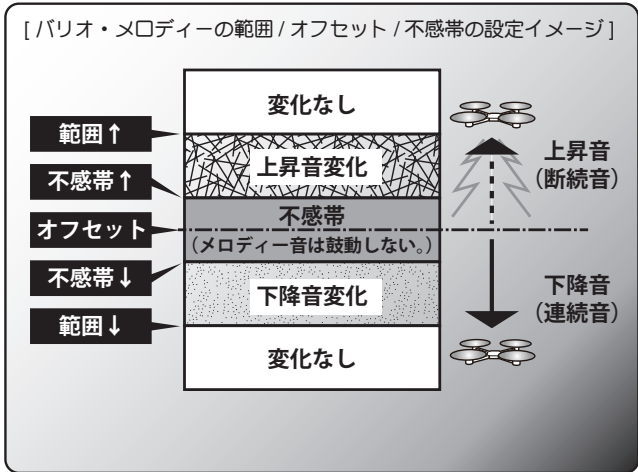 [ バリオ・メロディーの範囲 / オフセット / 不感帯の設定イメージ ]
変化なし
範囲↑
上昇音変化
上昇音
(断続音)
不感帯↑
不感帯
オフセット
(メロディー音は鼓動しない。)
不感帯↓
下降音変化
下降音
(連続音)
範囲↓
変化なし